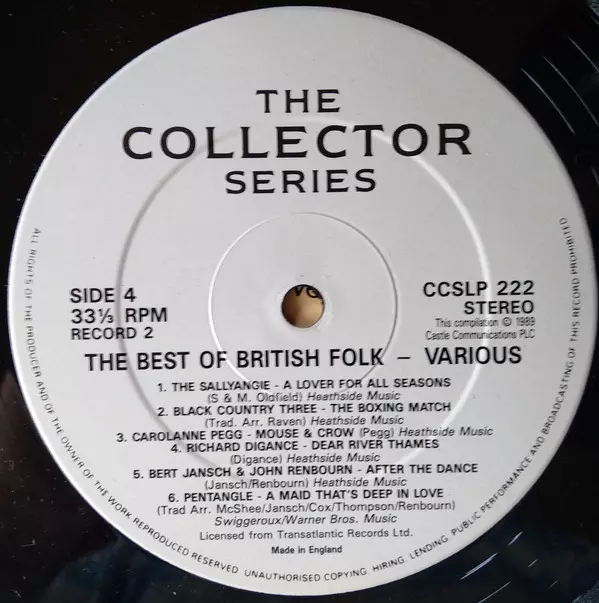 THE
COLLECTOR
SERIES
SIDE 4
33⅓ RPM
RECORD 2
CCSLP 222
STEREO
This compilation ℗ 1989
Castle Communications PLC
THE BEST OF BRITISH FOLK – VARIOUS
1. THE SALLYANGIE - A LOVER FOR ALL SEASONS
(S & M. Oldfield) Heathside Music
2. BLACK COUNTRY THREE - THE BOXING MATCH
(Trad. Arr. Raven) Heathside Music
3. CAROLANNE PEGG - MOUSE & CROW (Pegg) Heathside Music
4. RICHARD DIGANCE - DEAR RIVER THAMES
(Digance) Heathside Music
5. BERT JANSCH & JOHN RENBOURN - AFTER THE DANCE
(Jansch/Renbourn) Heathside Music
6. PENTANGLE - A MAID THAT'S DEEP IN LOVE
(Trad Arr. McShee/Jansch/Cox/Thompson/Renbourn)
Swiggeroux/Warner Bros. Music
Licensed from Transatlantic Records Ltd.
Made in England
ALL RIGHTS OF THE PRODUCER AND OF THE OWNER OF THE WORK REPRODUCED RESERVED UNAUTHORISED COPYING. HIRING. LENDING. PUBLIC PERFORMANCE AND BROADCASTING OF THIS RECORD PROHIBITED